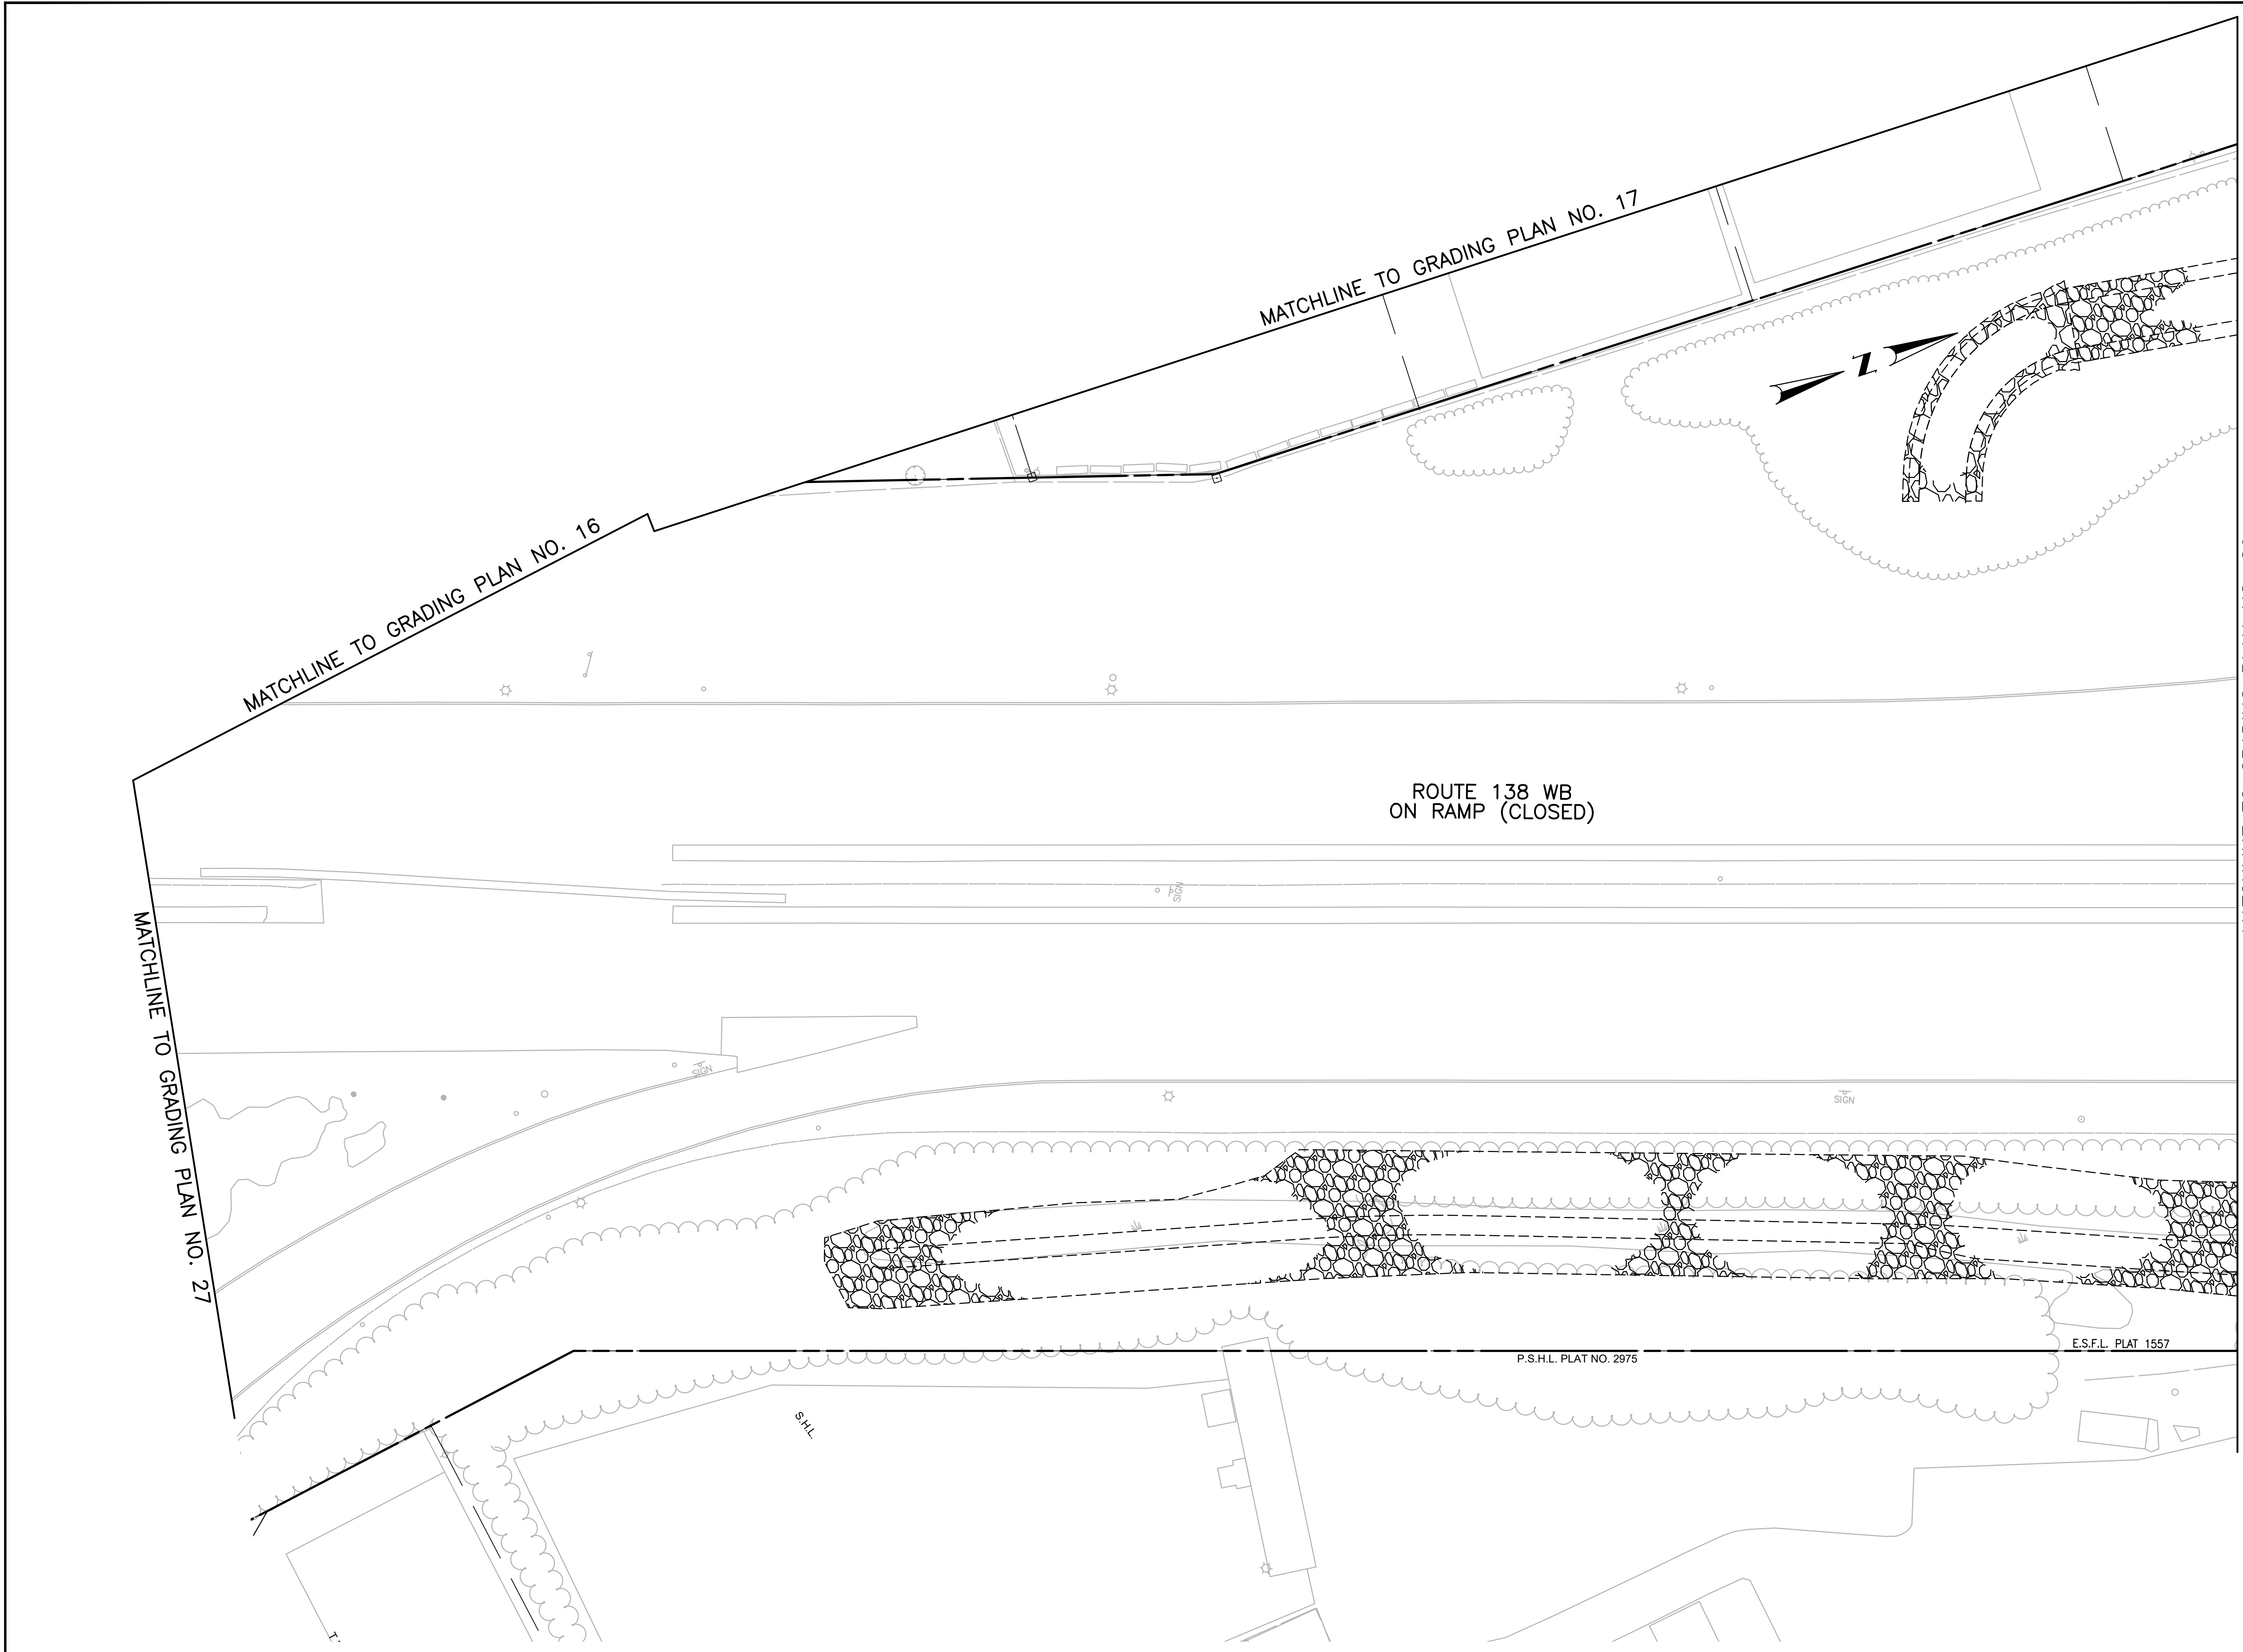 MATCHLINE TO GRADING PLAN NO. 17
N
MATCHLINE TO GRADING PLAN NO. 16
ROUTE 138 WB
ON RAMP (CLOSED)
SIGN
MATCHLINE TO GRADING PLAN NO. 27
SIGN
SIGN
E.S.F.L. PLAT 1557
P.S.H.L. PLAT NO. 2975
S.H.L.